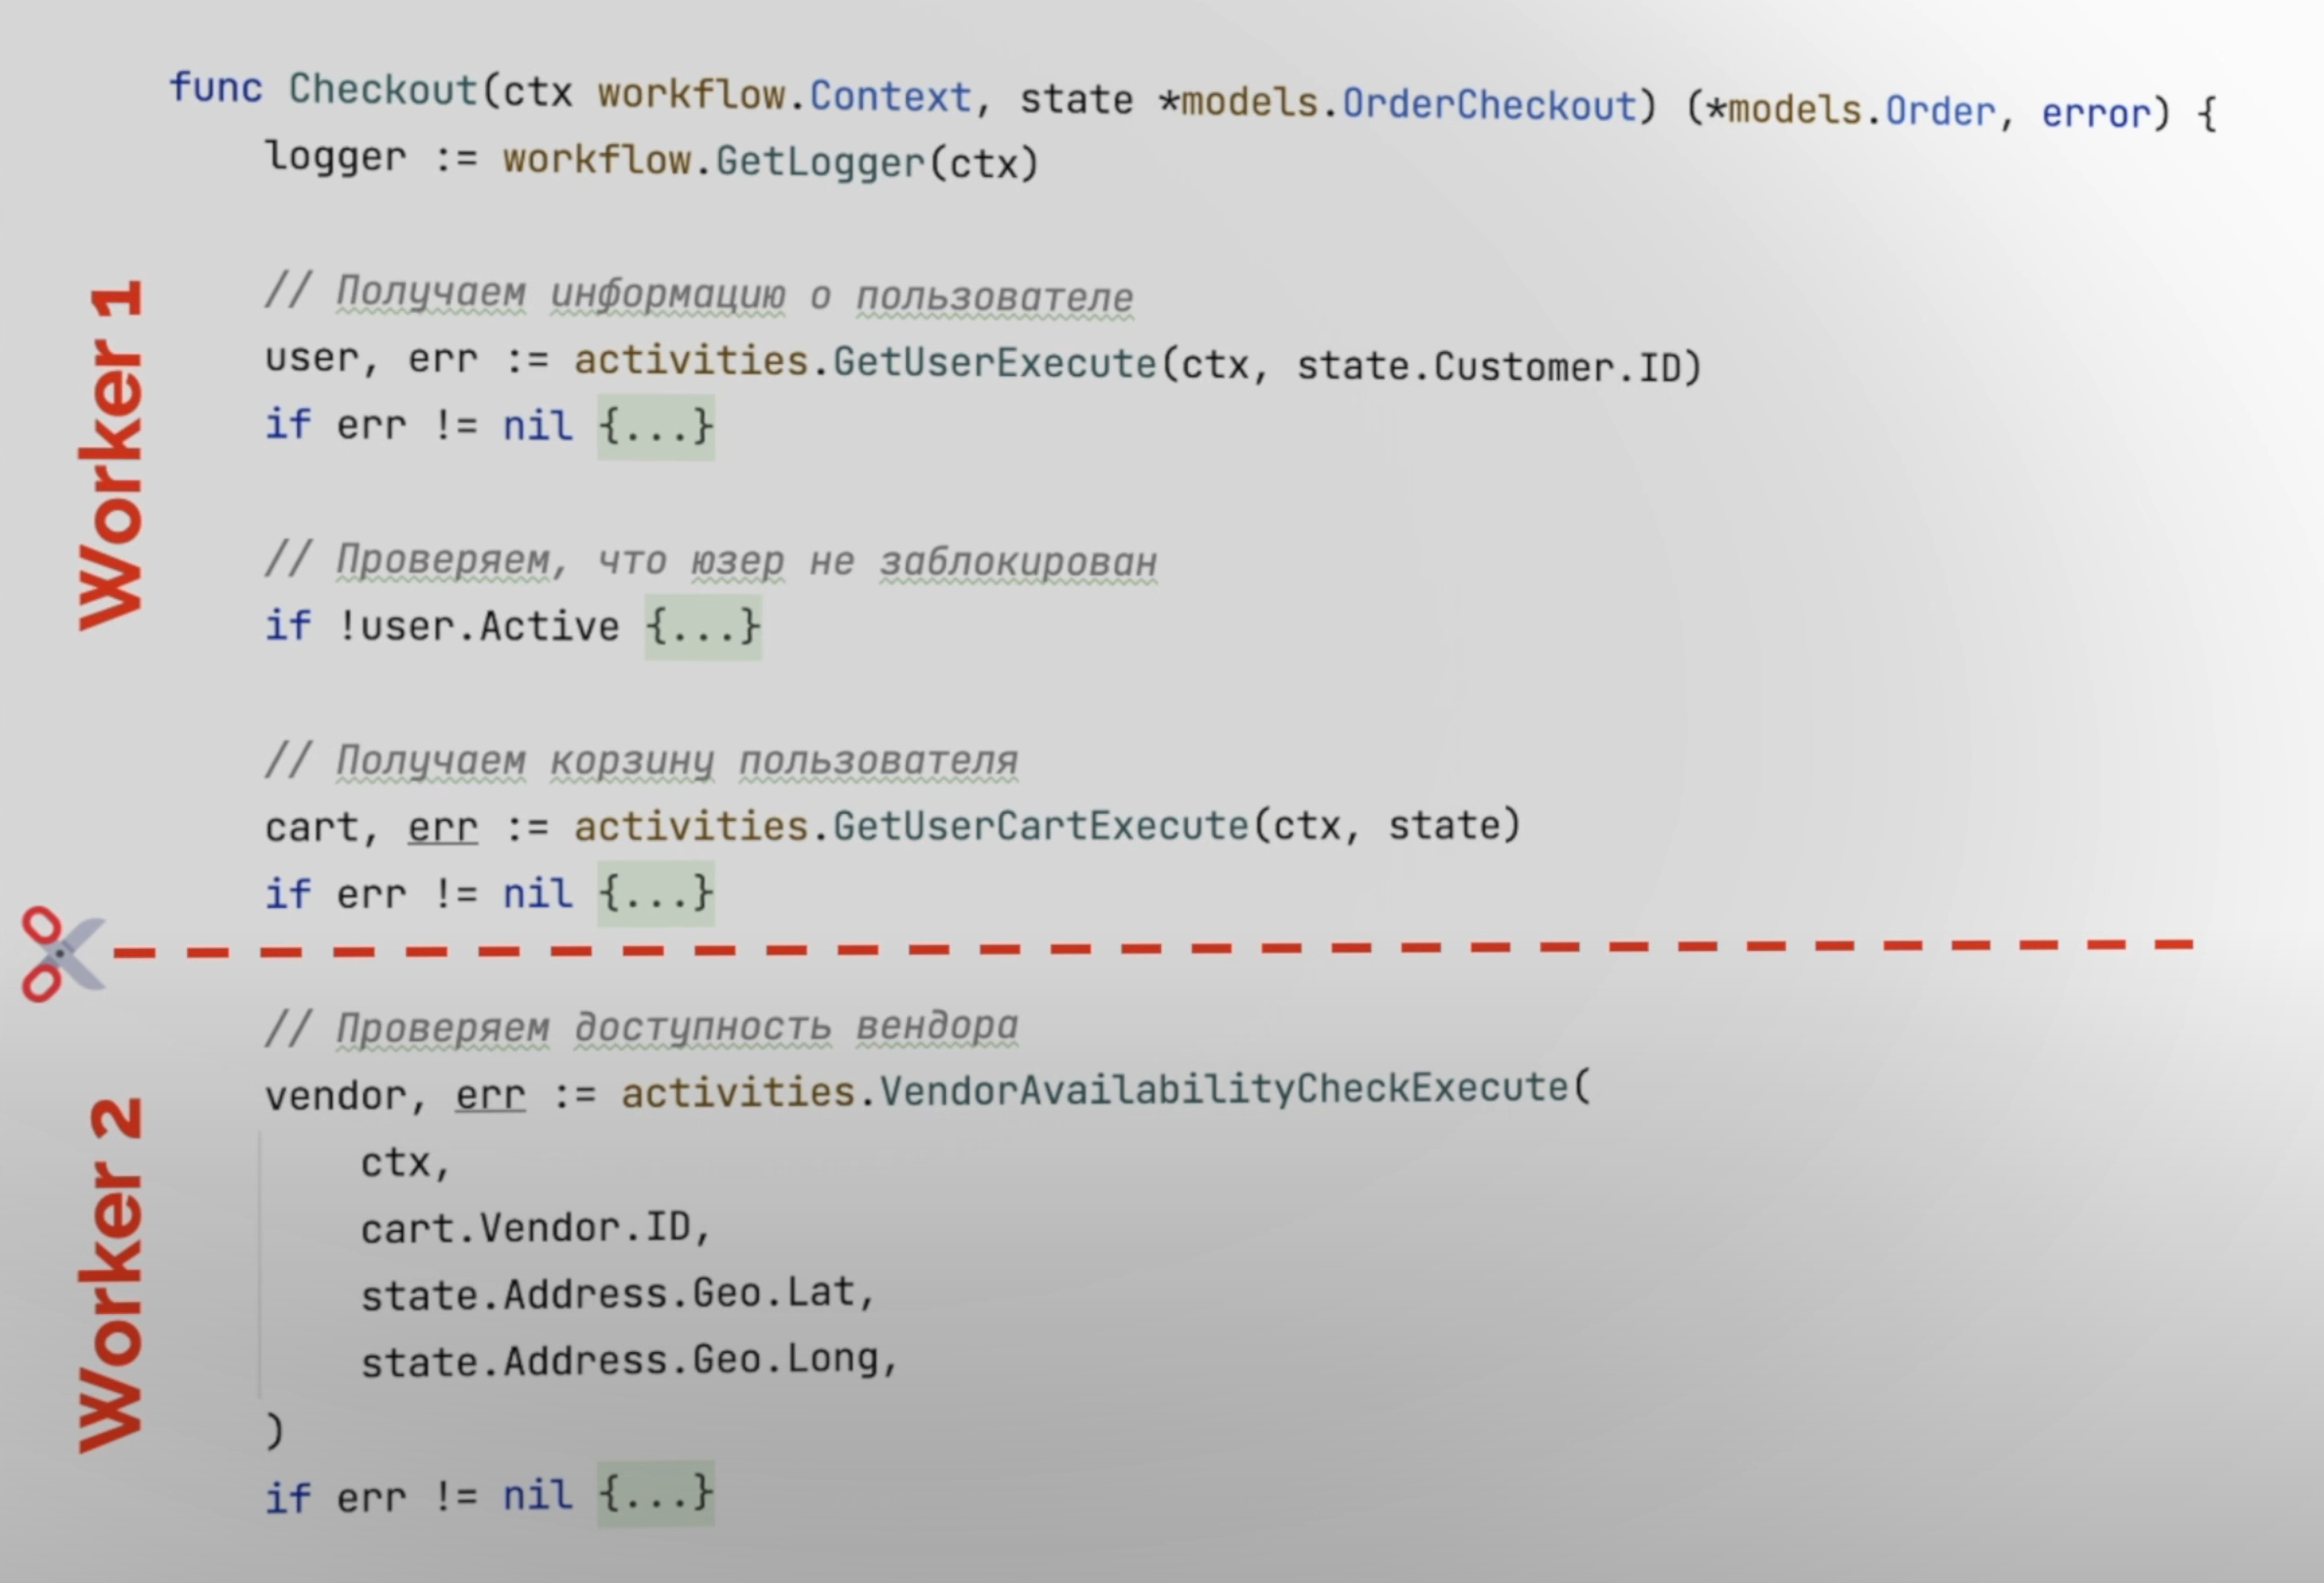 func Checkout(ctx workflow.Context, state *models.OrderCheckout) (*models.Order, error) {
logger := workflow.GetLogger(ctx)
Worker 1
// Получаем информацию о пользователе
user, err := activities.GetUserExecute(ctx, state.Customer.ID)
if err != nil {...}
// Проверяем, что юзер не заблокирован
if !user.Active {...}
// Получаем корзину пользователя
cart, err := activities.GetUserCartExecute(ctx, state)
if err != nil {...}
Worker 2
// Проверяем доступность вендора
vendor, err := activities.VendorAvailabilityCheckExecute(
ctx,
cart.Vendor.ID,
state.Address.Geo.Lat,
state.Address.Geo.Long,
)
if err != nil {...}